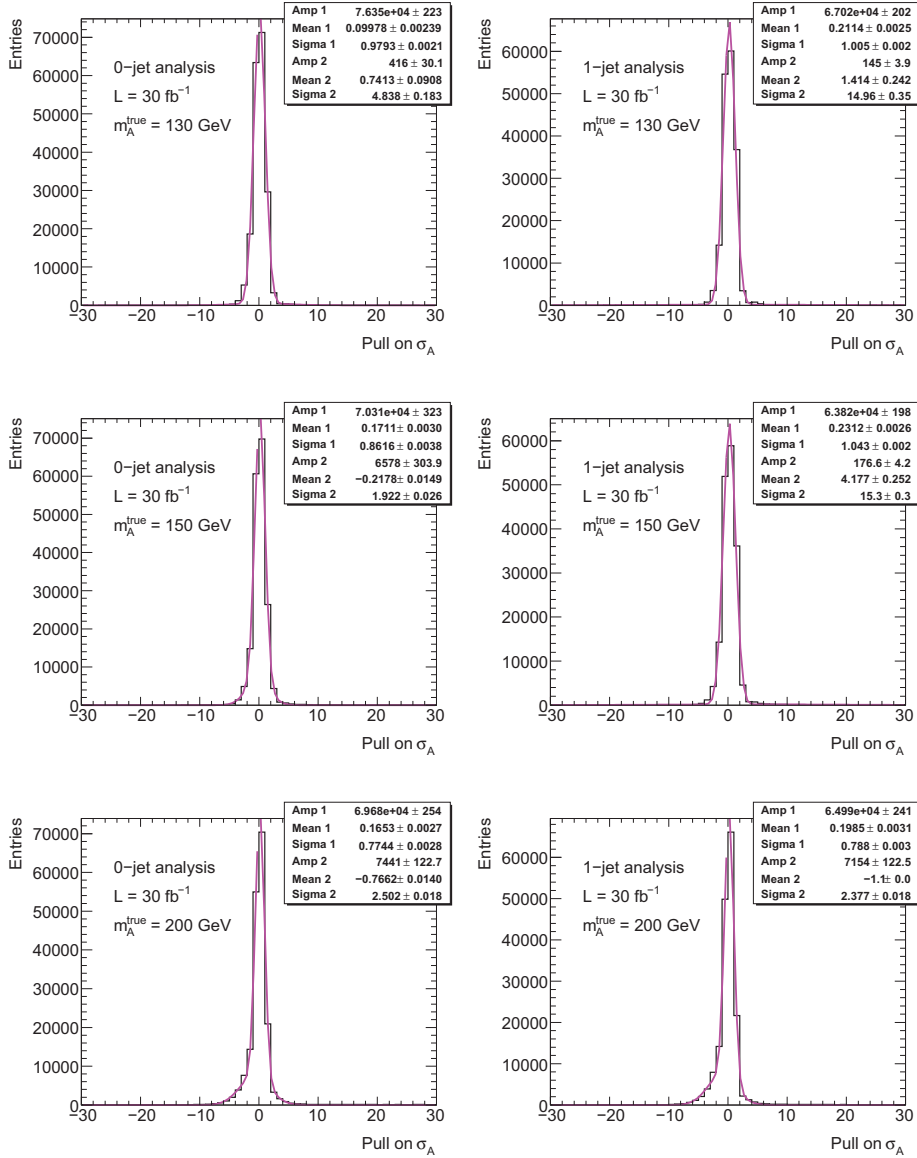 Amp 1 7.635e+04 ± 223
Mean 1 0.09978 ± 0.00239
Sigma 1 0.9793 ± 0.0021
Amp 2 416 ± 30.1
Mean 2 0.7413 ± 0.0908
Sigma 2 4.838 ± 0.183
Entries
70000
60000
50000
40000
30000
20000
10000
0
0−jet analysis
L = 30 fb⁻¹
m_A^true = 130 GeV
−30 −20 −10 0 10 20 30
Pull on σ_A
Amp 1 6.702e+04 ± 202
Mean 1 0.2114 ± 0.0025
Sigma 1 1.005 ± 0.002
Amp 2 145 ± 3.9
Mean 2 1.414 ± 0.242
Sigma 2 14.96 ± 0.35
Entries
60000
50000
40000
30000
20000
10000
0
1−jet analysis
L = 30 fb⁻¹
m_A^true = 130 GeV
−30 −20 −10 0 10 20 30
Pull on σ_A
Amp 1 7.031e+04 ± 323
Mean 1 0.1711 ± 0.0030
Sigma 1 0.8616 ± 0.0038
Amp 2 6578 ± 303.9
Mean 2 −0.2178 ± 0.0149
Sigma 2 1.922 ± 0.026
Entries
70000
60000
50000
40000
30000
20000
10000
0
0−jet analysis
L = 30 fb⁻¹
m_A^true = 150 GeV
−30 −20 −10 0 10 20 30
Pull on σ_A
Amp 1 6.382e+04 ± 198
Mean 1 0.2312 ± 0.0026
Sigma 1 1.043 ± 0.002
Amp 2 176.6 ± 4.2
Mean 2 4.177 ± 0.252
Sigma 2 15.3 ± 0.3
Entries
60000
50000
40000
30000
20000
10000
0
1−jet analysis
L = 30 fb⁻¹
m_A^true = 150 GeV
−30 −20 −10 0 10 20 30
Pull on σ_A
Amp 1 6.968e+04 ± 254
Mean 1 0.1653 ± 0.0027
Sigma 1 0.7744 ± 0.0028
Amp 2 7441 ± 122.7
Mean 2 −0.7662 ± 0.0140
Sigma 2 2.502 ± 0.018
Entries
70000
60000
50000
40000
30000
20000
10000
0
0−jet analysis
L = 30 fb⁻¹
m_A^true = 200 GeV
−30 −20 −10 0 10 20 30
Pull on σ_A
Amp 1 6.499e+04 ± 241
Mean 1 0.1985 ± 0.0031
Sigma 1 0.788 ± 0.003
Amp 2 7154 ± 122.5
Mean 2 −1.1 ± 0.0
Sigma 2 2.377 ± 0.018
Entries
60000
50000
40000
30000
20000
10000
0
1−jet analysis
L = 30 fb⁻¹
m_A^true = 200 GeV
−30 −20 −10 0 10 20 30
Pull on σ_A